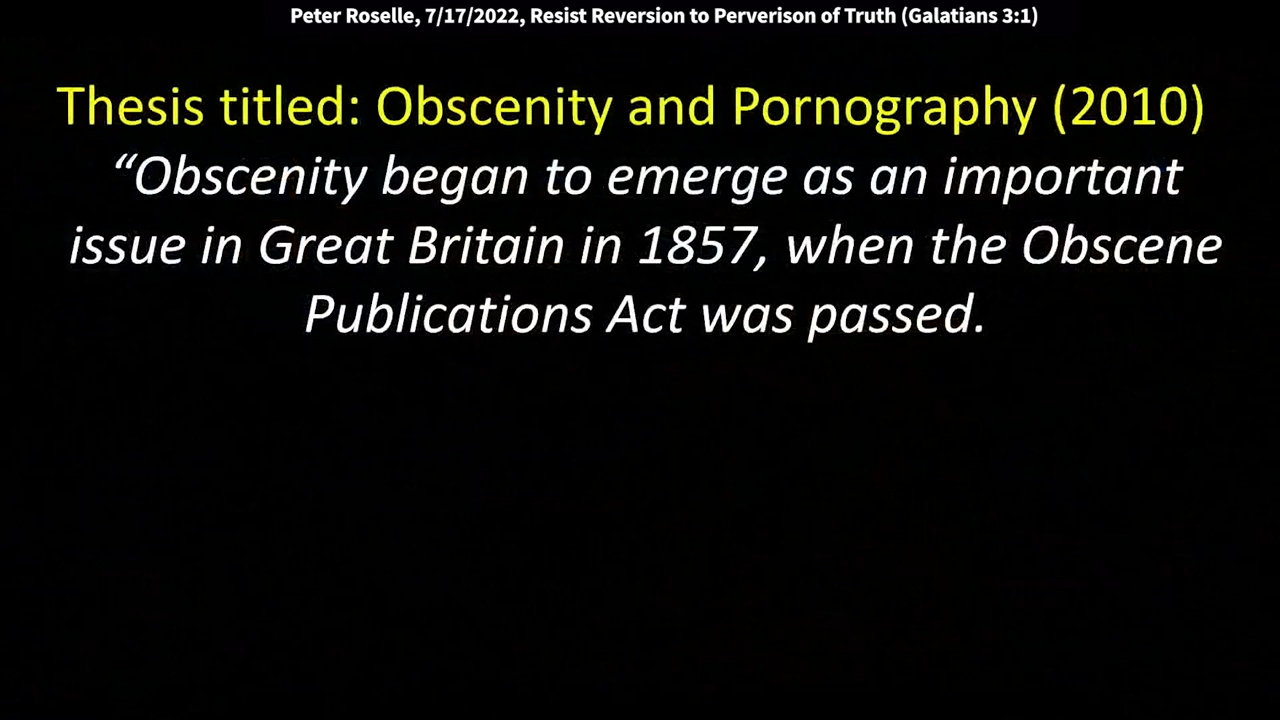 Peter Roselle, 7/17/2022, Resist Reversion to Perverison of Truth (Galatians 3:1)
Thesis titled: Obscenity and Pornography (2010)
“Obscenity began to emerge as an important
issue in Great Britain in 1857, when the Obscene
Publications Act was passed.